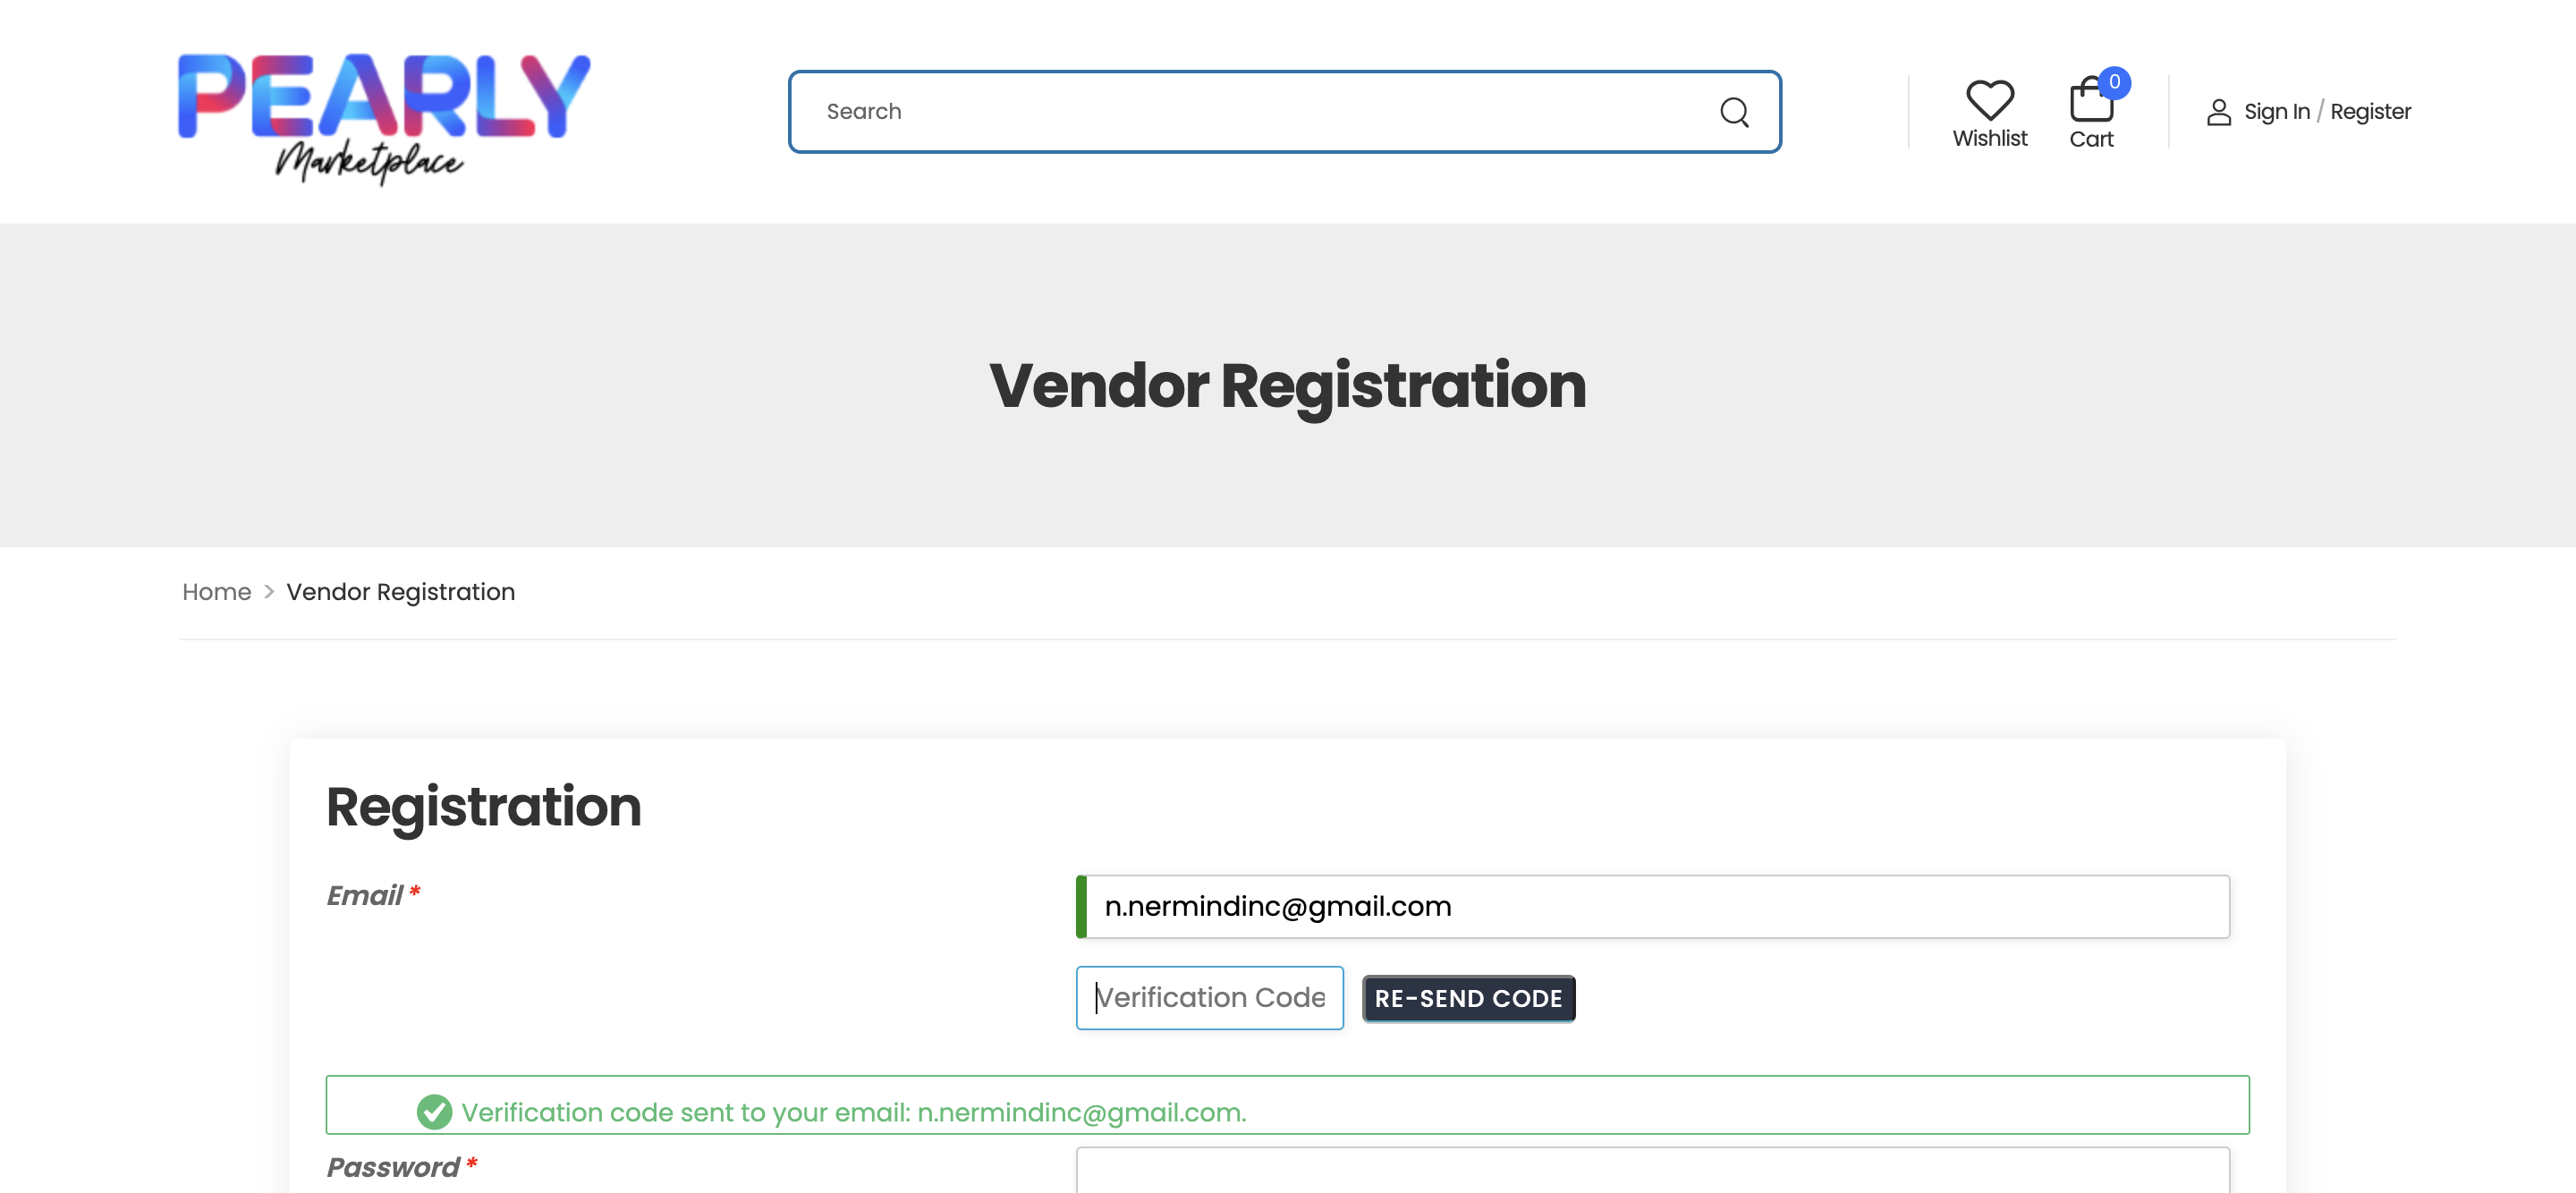 PEARLY
Marketplace
Search
Wishlist
0
Cart
Sign In / Register
Vendor Registration
Home > Vendor Registration
Registration
Email *
n.nermindinc@gmail.com
Verification Code
RE-SEND CODE
Verification code sent to your email: n.nermindinc@gmail.com.
Password *